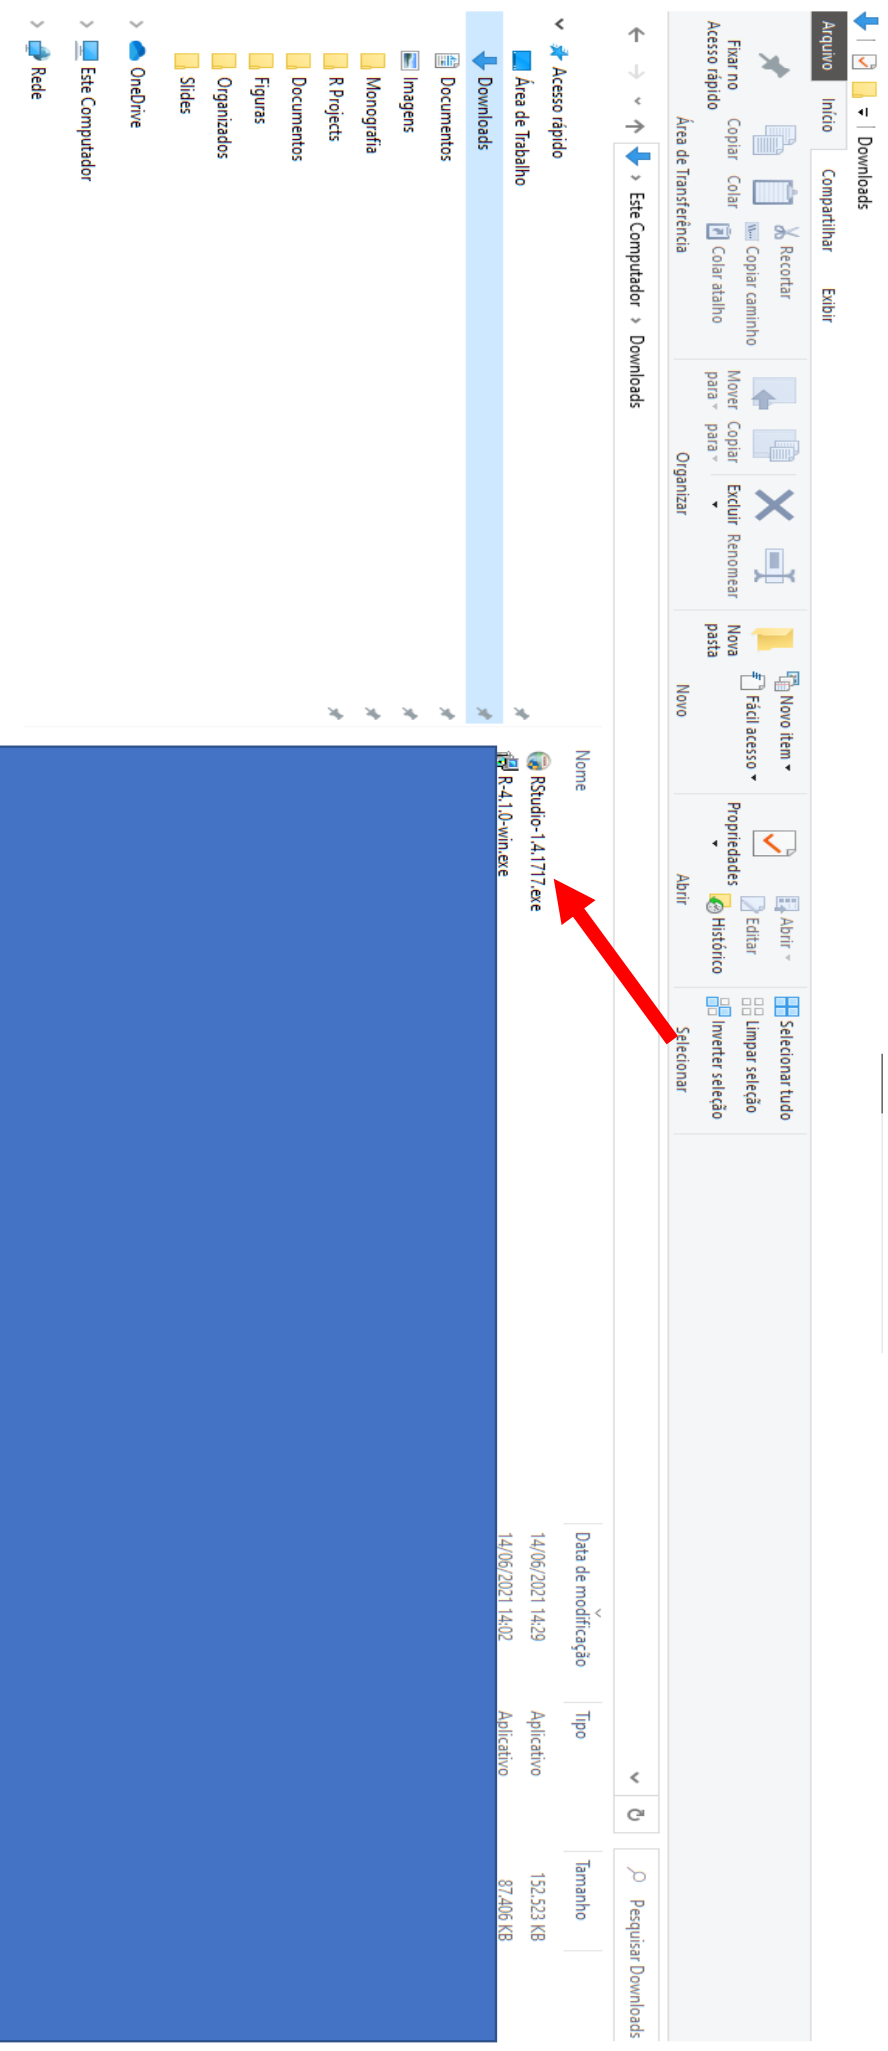 Downloads
Arquivo
Início
Compartilhar
Exibir
Fixar no
Acesso rápido
Copiar
Colar
Recortar
Copiar caminho
Colar atalho
Área de Transferência
Mover
para
Copiar
para
Excluir
Renomear
Organizar
Nova
pasta
Novo item
Fácil acesso
Novo
Propriedades
Abrir
Editar
Histórico
Abrir
Selecionar tudo
Limpar seleção
Inverter seleção
Selecionar
Este Computador
Downloads
Pesquisar Downloads
Acesso rápido
Área de Trabalho
Downloads
Documentos
Imagens
Monografia
R Projects
Documentos
Figuras
Organizados
Slides
OneDrive
Este Computador
Rede
Nome Data de modificação Tipo Tamanho
RStudio-1.4.1717.exe 14/06/2021 14:29 Aplicativo 152.523 KB
R-4.1.0-win.exe 14/06/2021 14:02 Aplicativo 87.406 KB